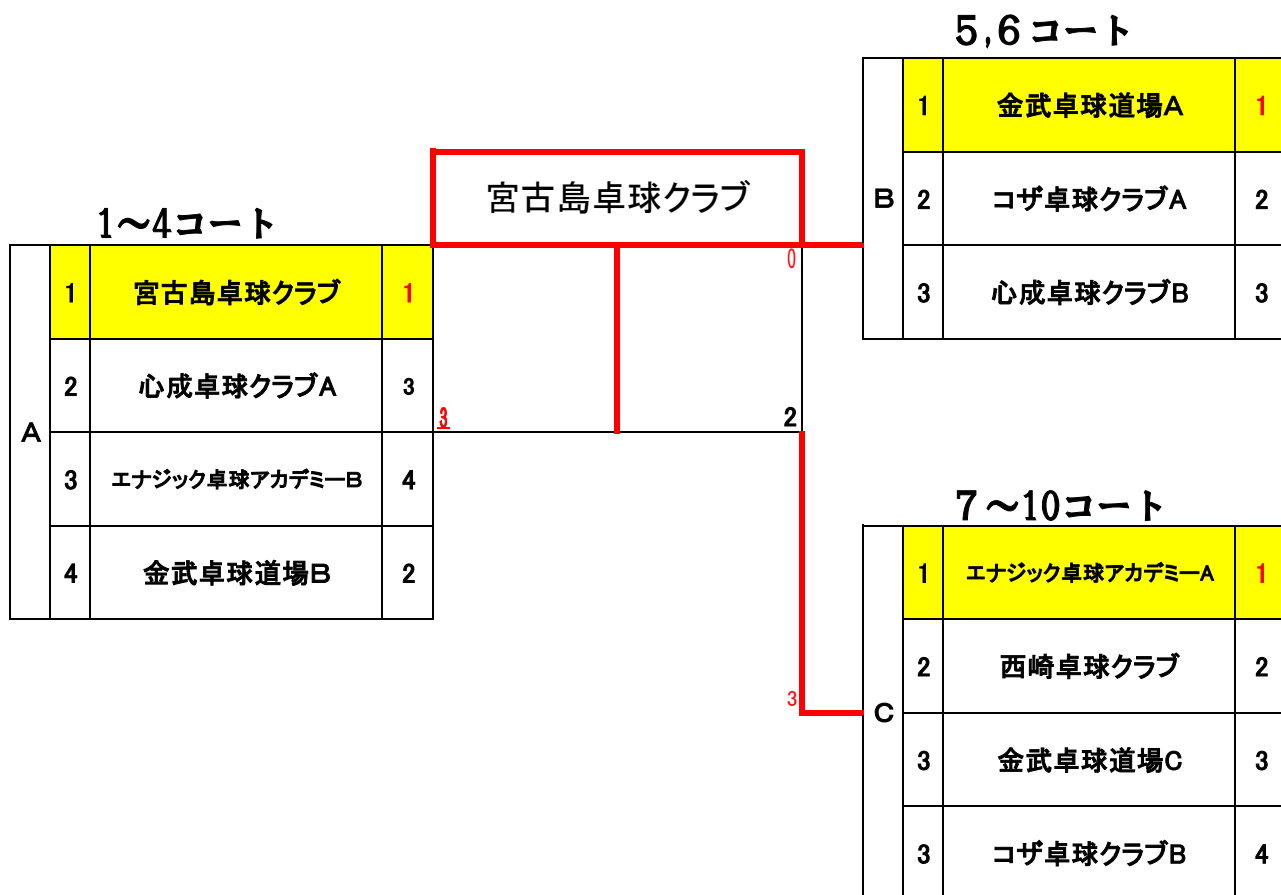 5,6コート
B
1 金武卓球道場A 1
2 コザ卓球クラブA 2
3 心成卓球クラブB 3
宮古島卓球クラブ
0
1～4コート
A
1 宮古島卓球クラブ 1
2 心成卓球クラブA 3
3 エナジック卓球アカデミーB 4
4 金武卓球道場B 2
3
2
7～10コート
C
1 エナジック卓球アカデミーA 1
2 西崎卓球クラブ 2
3 金武卓球道場C 3
3 コザ卓球クラブB 4
3